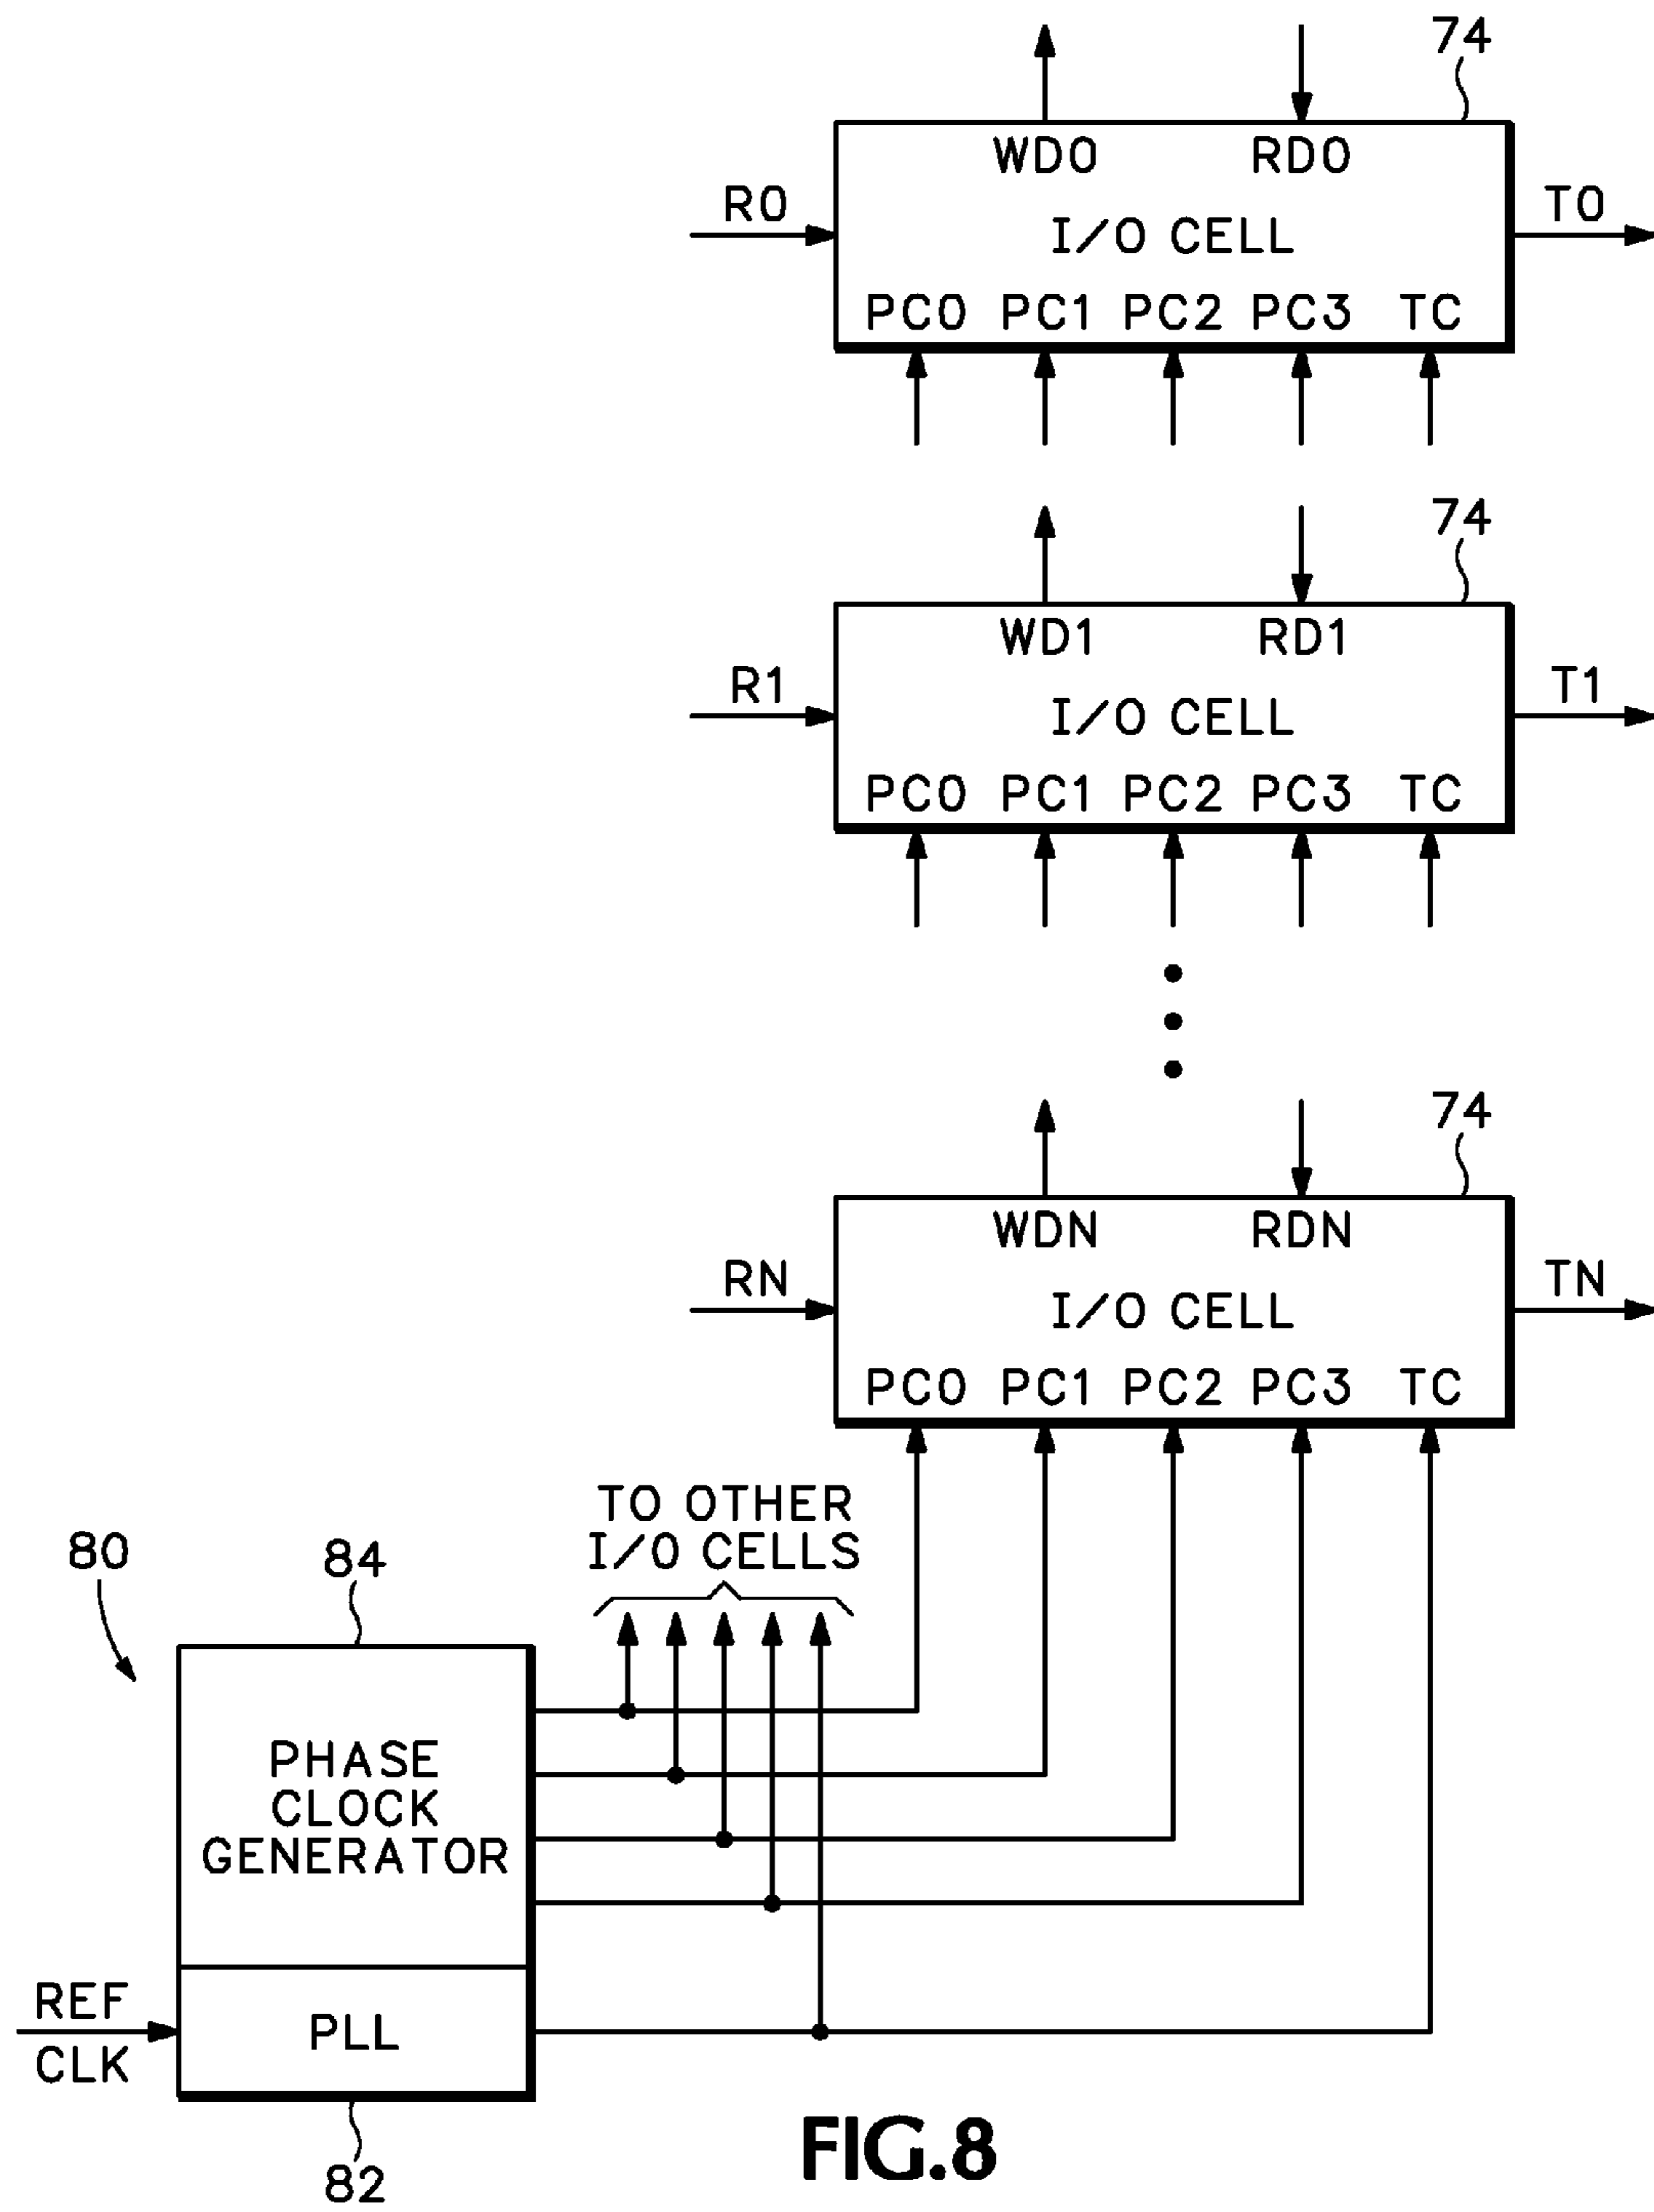 74
WD0 RD0
R0
I/O CELL
T0
PC0 PC1 PC2 PC3 TC
74
WD1 RD1
R1
I/O CELL
T1
PC0 PC1 PC2 PC3 TC
74
WDN RDN
RN
I/O CELL
TN
PC0 PC1 PC2 PC3 TC
TO OTHER
I/O CELLS
80
84
PHASE
CLOCK
GENERATOR
REF
CLK
PLL
82
FIG.8